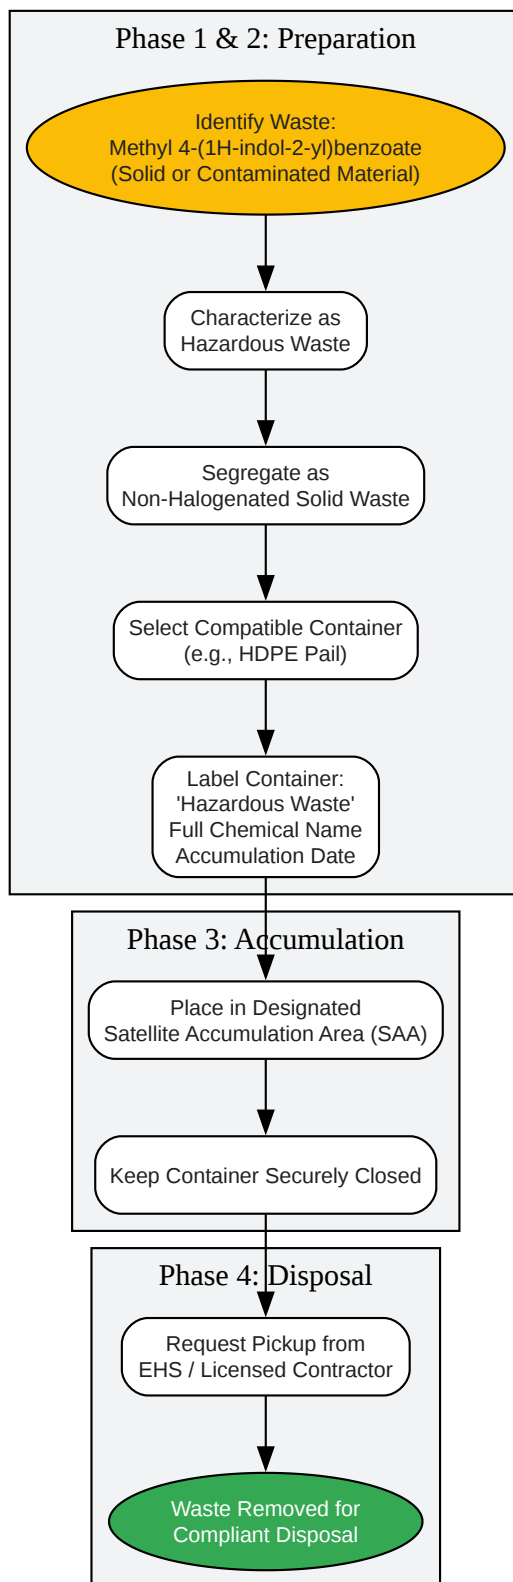 Phase 1 & 2: Preparation
Identify Waste:
Methyl 4-(1H-indol-2-yl)benzoate
(Solid or Contaminated Material)
Characterize as
Hazardous Waste
Segregate as
Non-Halogenated Solid Waste
Select Compatible Container
(e.g., HDPE Pail)
Label Container:
'Hazardous Waste'
Full Chemical Name
Accumulation Date
Phase 3: Accumulation
Place in Designated
Satellite Accumulation Area (SAA)
Keep Container Securely Closed
Phase 4: Disposal
Request Pickup from
EHS / Licensed Contractor
Waste Removed for
Compliant Disposal